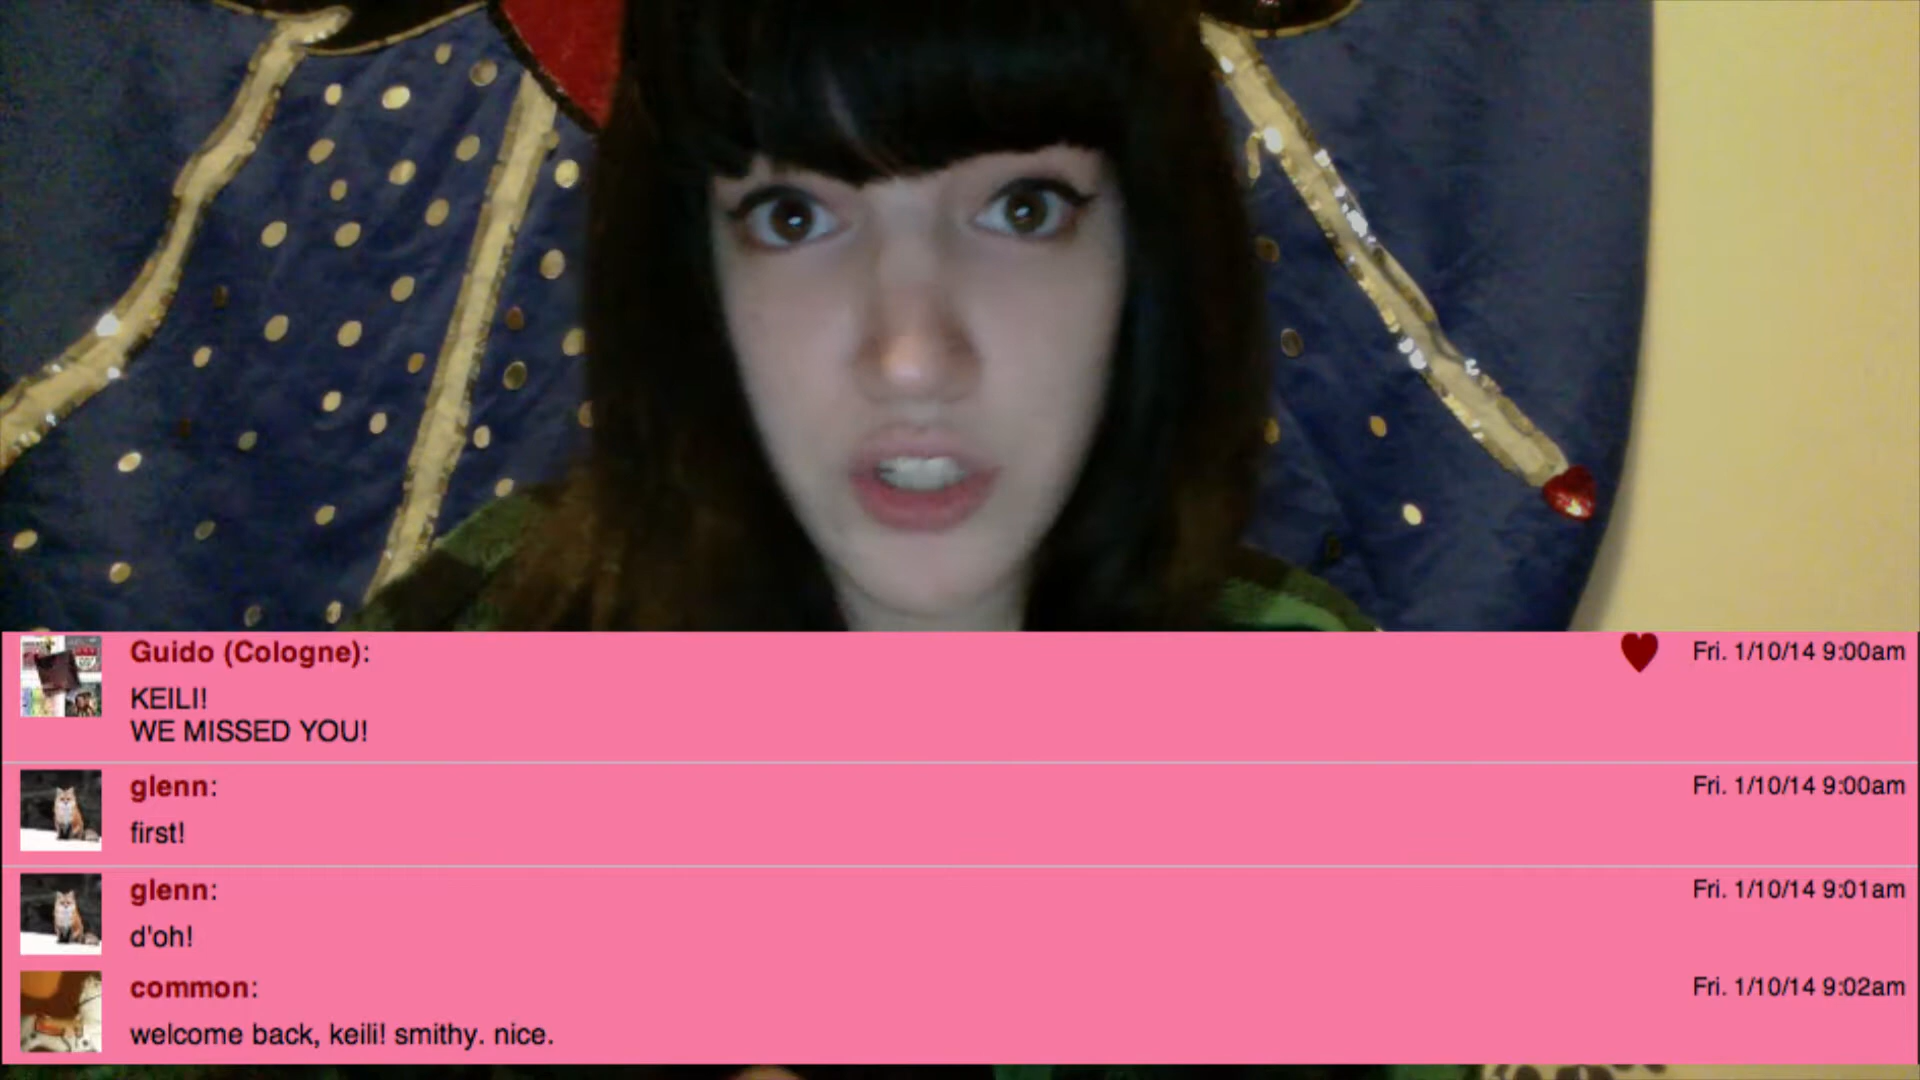 Guido (Cologne):
Fri. 1/10/14 9:00am
KEILI!
WE MISSED YOU!
glenn:
Fri. 1/10/14 9:00am
first!
glenn:
Fri. 1/10/14 9:01am
d'oh!
common:
Fri. 1/10/14 9:02am
welcome back, keili! smithy. nice.